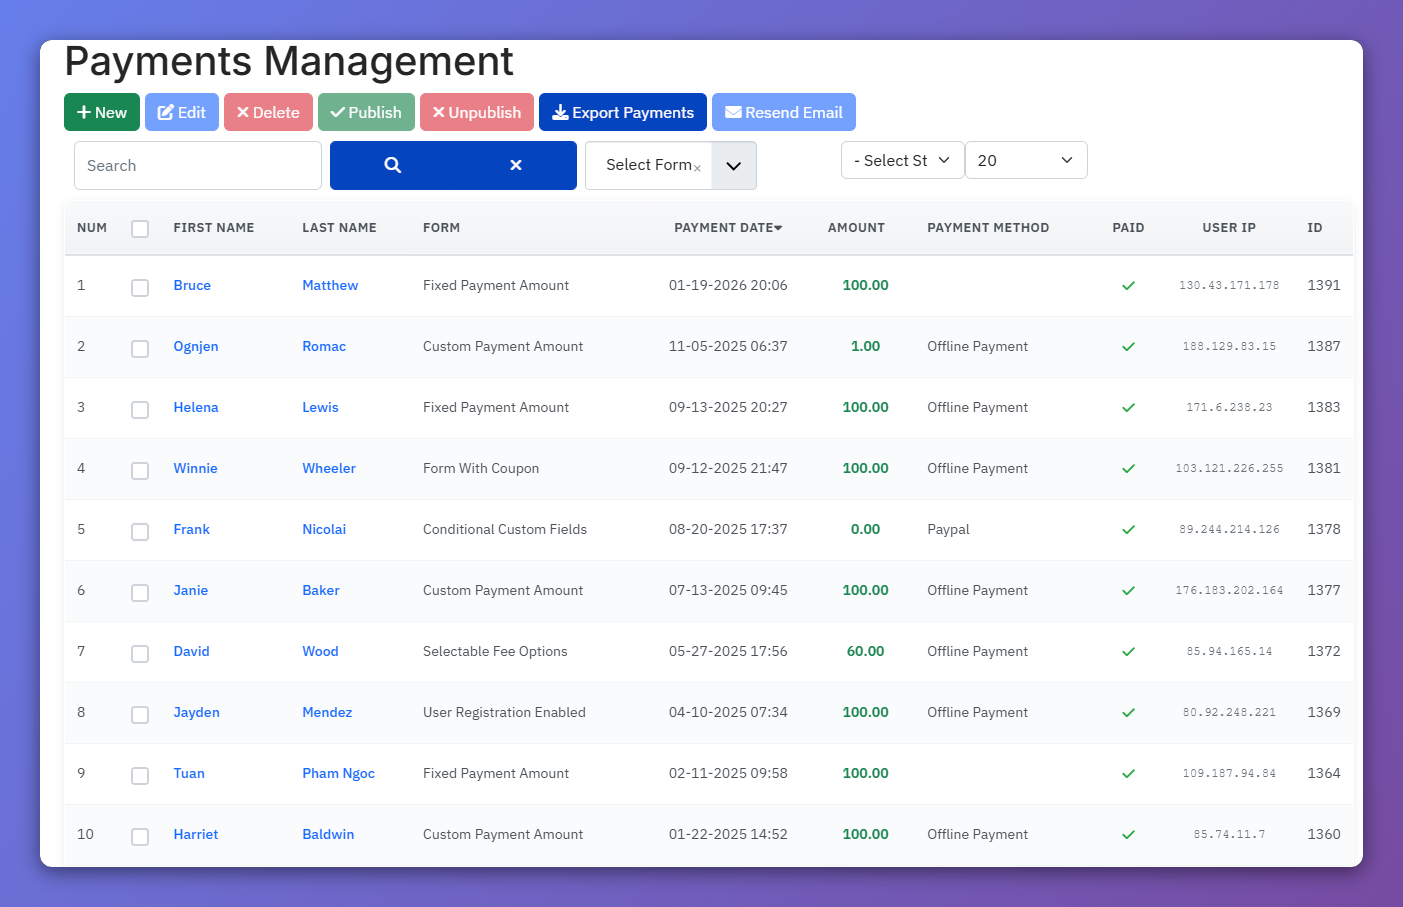 Payments Management
New Edit Delete Publish Unpublish Export Payments Resend Email
Search Select Form × - Select St 20
NUM FIRST NAME LAST NAME FORM PAYMENT DATE AMOUNT PAYMENT METHOD PAID USER IP ID
1 Bruce Matthew Fixed Payment Amount 01-19-2026 20:06 100.00 130.43.171.178 1391
2 Ognjen Romac Custom Payment Amount 11-05-2025 06:37 1.00 Offline Payment 188.129.83.15 1387
3 Helena Lewis Fixed Payment Amount 09-13-2025 20:27 100.00 Offline Payment 171.6.238.23 1383
4 Winnie Wheeler Form With Coupon 09-12-2025 21:47 100.00 Offline Payment 103.121.226.255 1381
5 Frank Nicolai Conditional Custom Fields 08-20-2025 17:37 0.00 Paypal 89.244.214.126 1378
6 Janie Baker Custom Payment Amount 07-13-2025 09:45 100.00 Offline Payment 176.183.202.164 1377
7 David Wood Selectable Fee Options 05-27-2025 17:56 60.00 Offline Payment 85.94.165.14 1372
8 Jayden Mendez User Registration Enabled 04-10-2025 07:34 100.00 Offline Payment 80.92.248.221 1369
9 Tuan Pham Ngoc Fixed Payment Amount 02-11-2025 09:58 100.00 109.187.94.84 1364
10 Harriet Baldwin Custom Payment Amount 01-22-2025 14:52 100.00 Offline Payment 85.74.11.7 1360